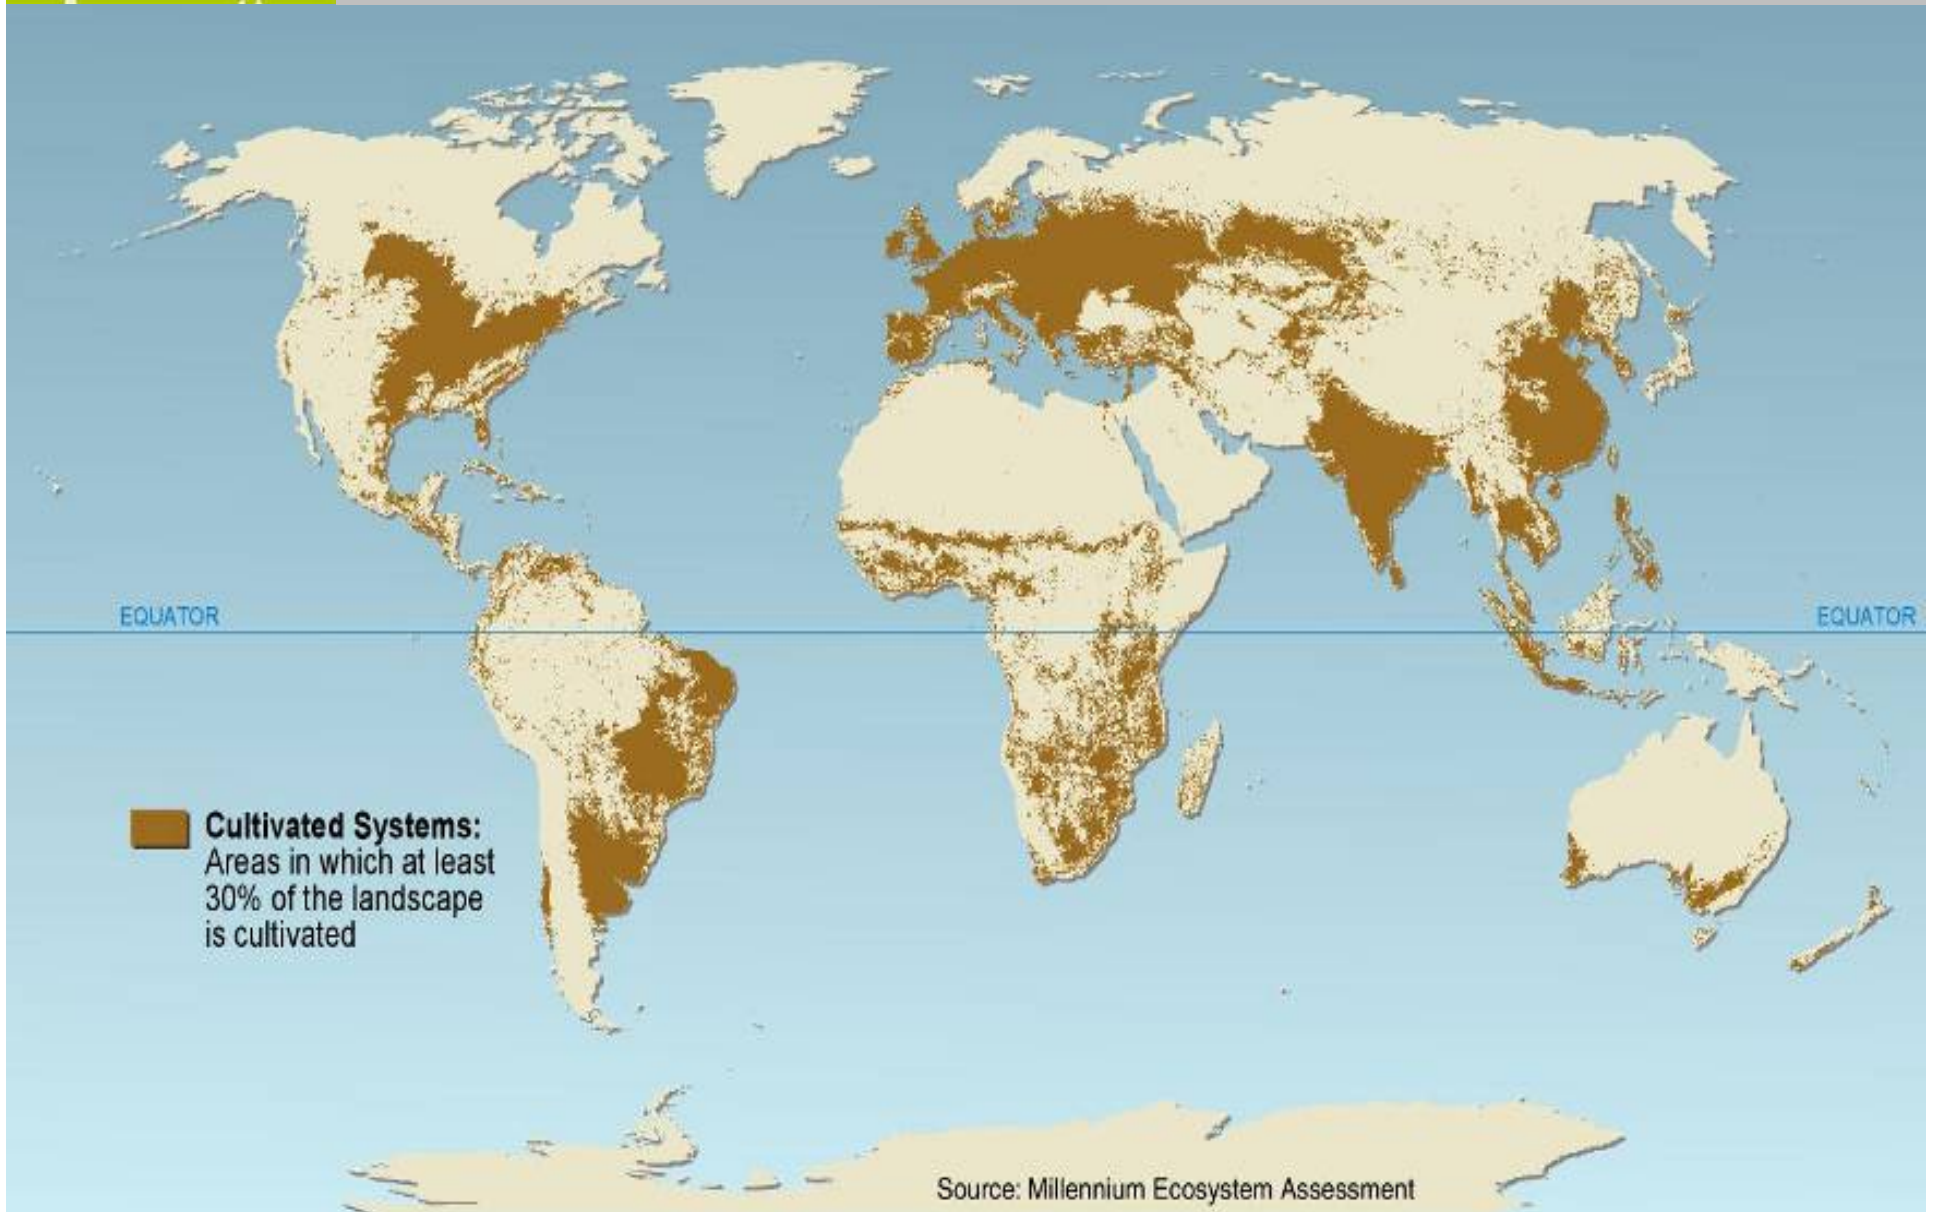 EQUATOR
EQUATOR
Cultivated Systems:
Areas in which at least
30% of the landscape
is cultivated
Source: Millennium Ecosystem Assessment